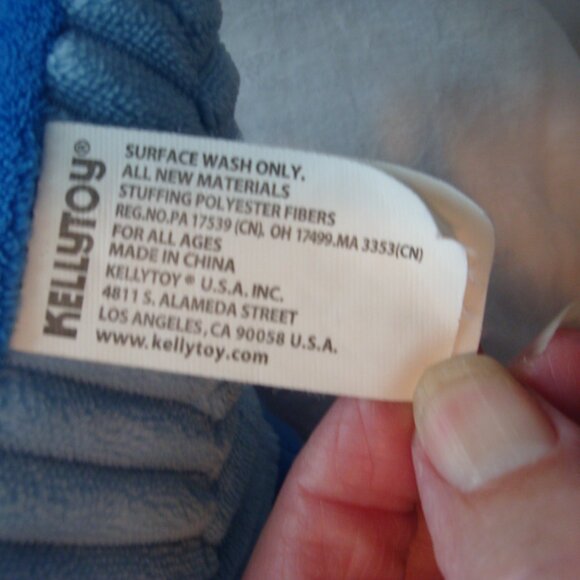 KELLYTOY®
SURFACE WASH ONLY.
ALL NEW MATERIALS
STUFFING POLYESTER FIBERS
REG.NO.PA 17539 (CN). OH 17499.MA 3353(CN)
FOR ALL AGES
MADE IN CHINA
KELLYTOY ® U.S.A. INC.
4811 S. ALAMEDA STREET
LOS ANGELES, CA 90058 U.S.A.
www.kellytoy.com